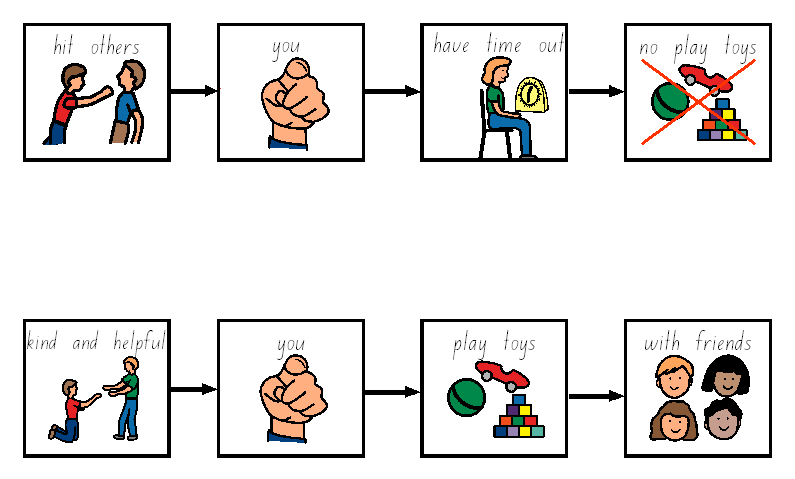 hit others
you
have time out
no play toys
kind and helpful
you
play toys
with friends